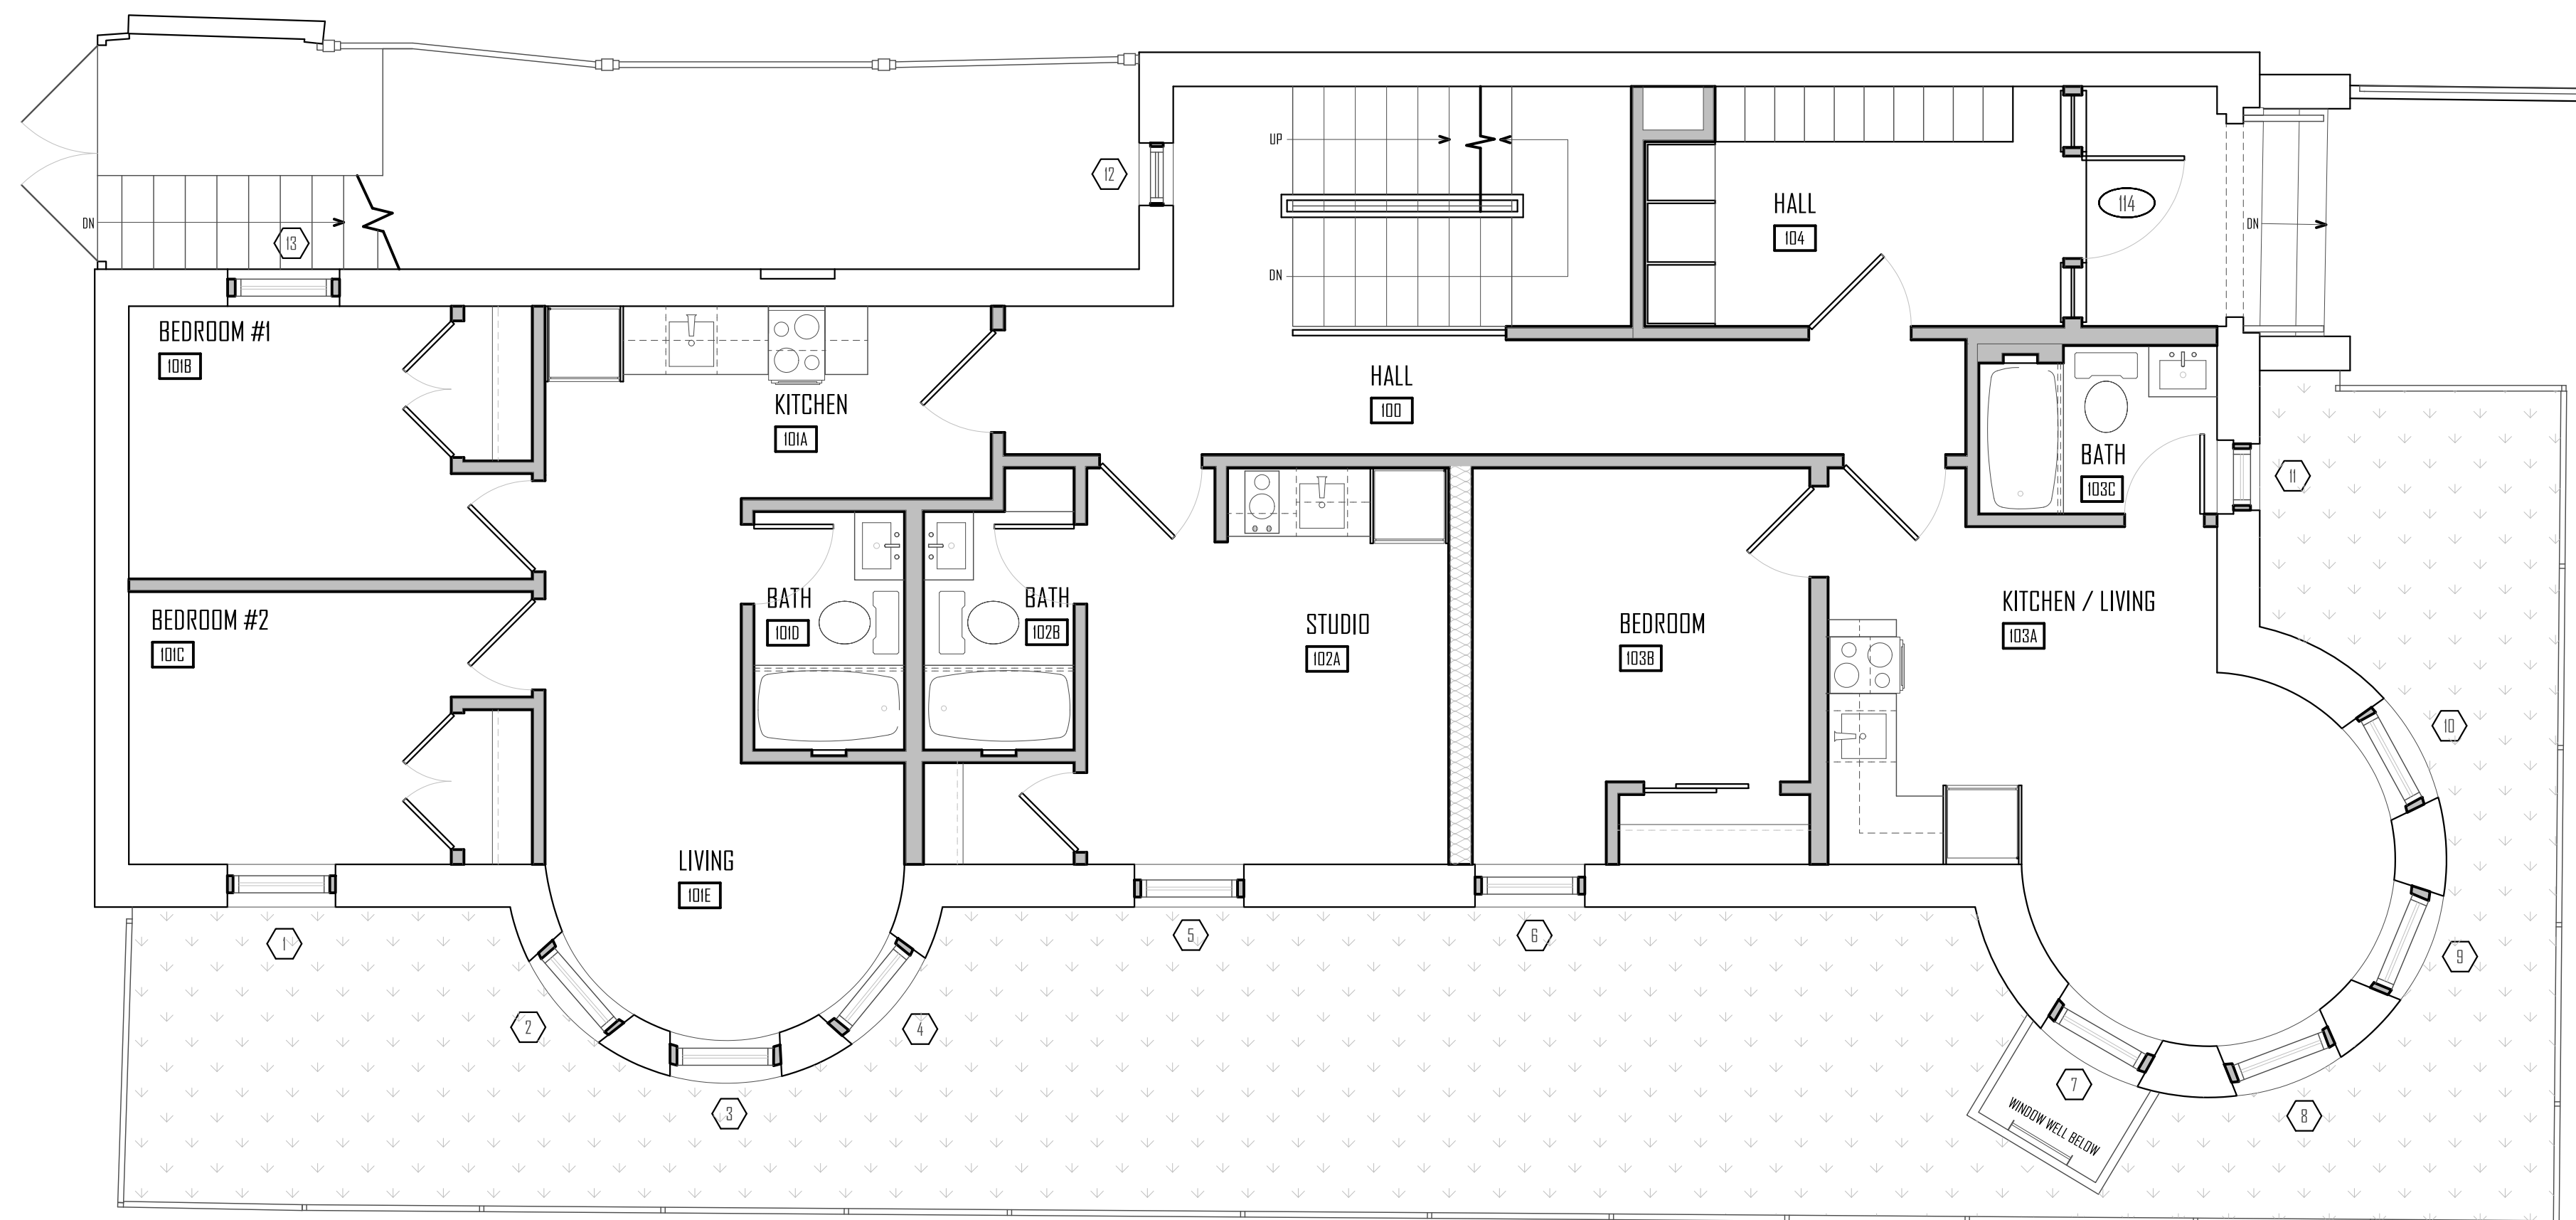 12
UP
HALL
104
114
DN
DN
13
DN
BEDROOM #1
101B
KITCHEN
101A
HALL
100
BATH
103C
11
BEDROOM #2
101C
BATH
101D
BATH
102B
STUDIO
102A
BEDROOM
103B
KITCHEN / LIVING
103A
10
LIVING
101E
1
5
6
9
2
4
3
7
8
WINDOW WELL BELOW